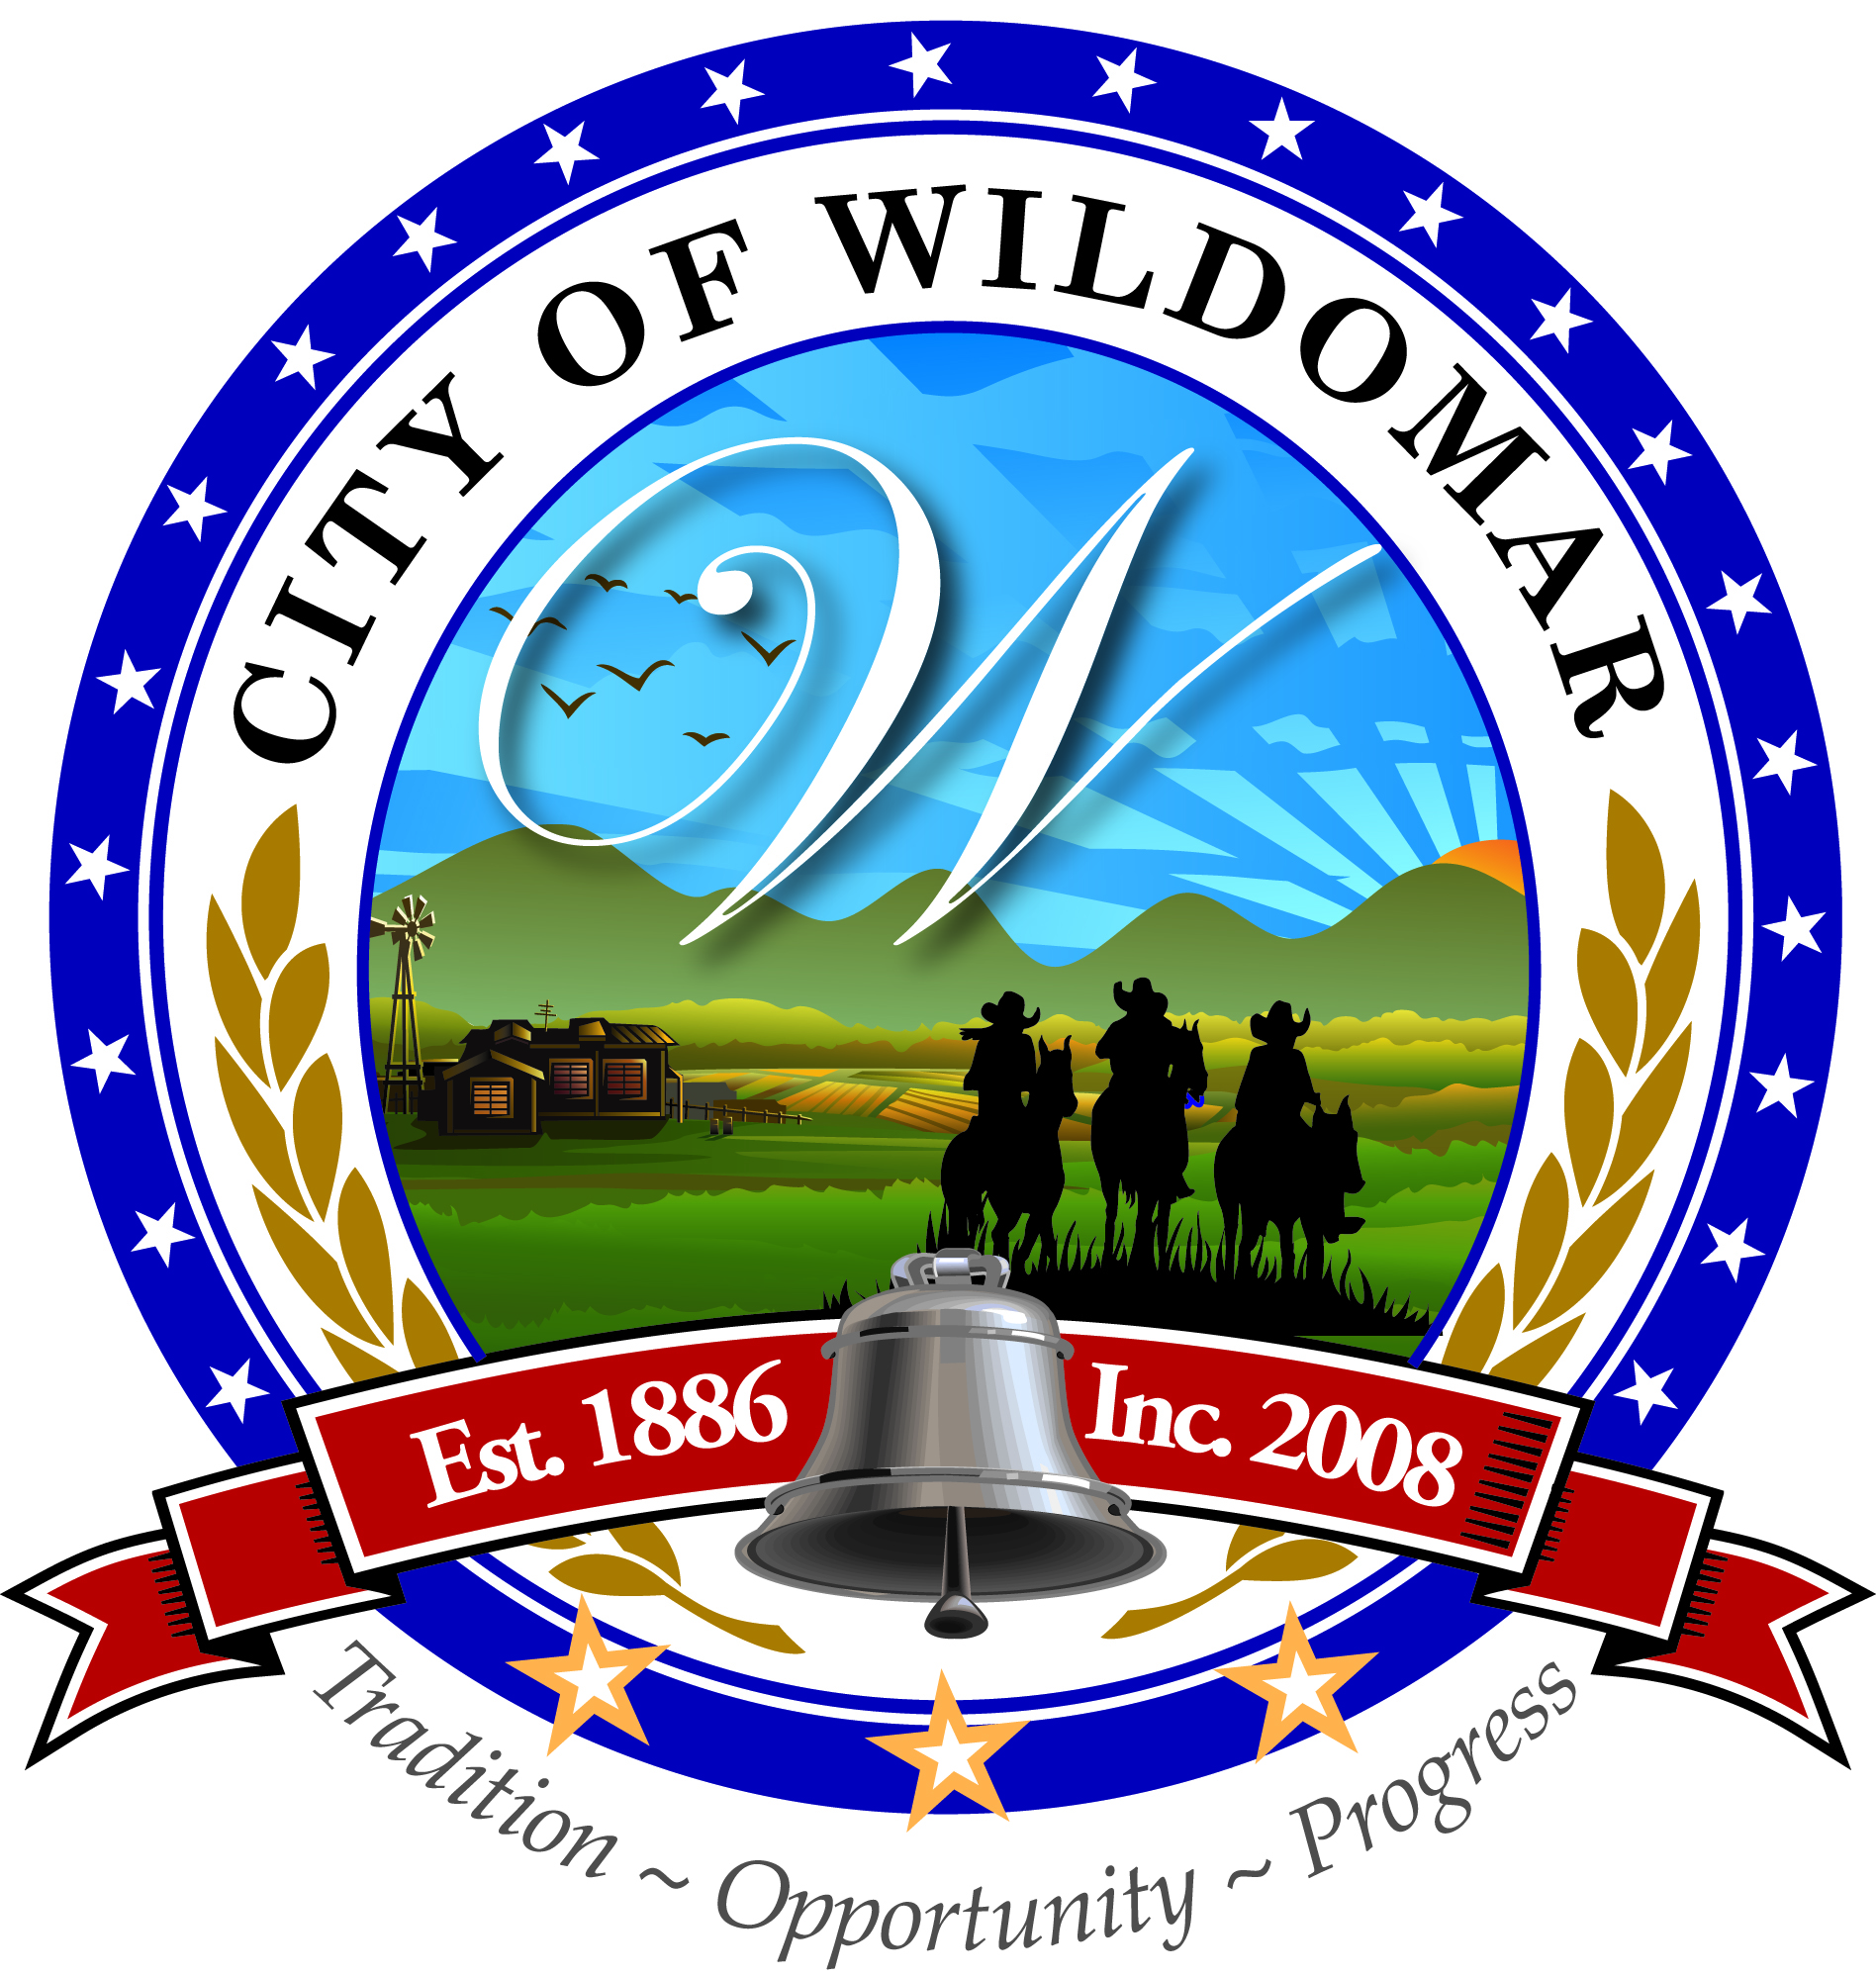 CITY OF WILDOMAR
W
Est. 1886
Inc. 2008
Tradition ~ Opportunity ~ Progress